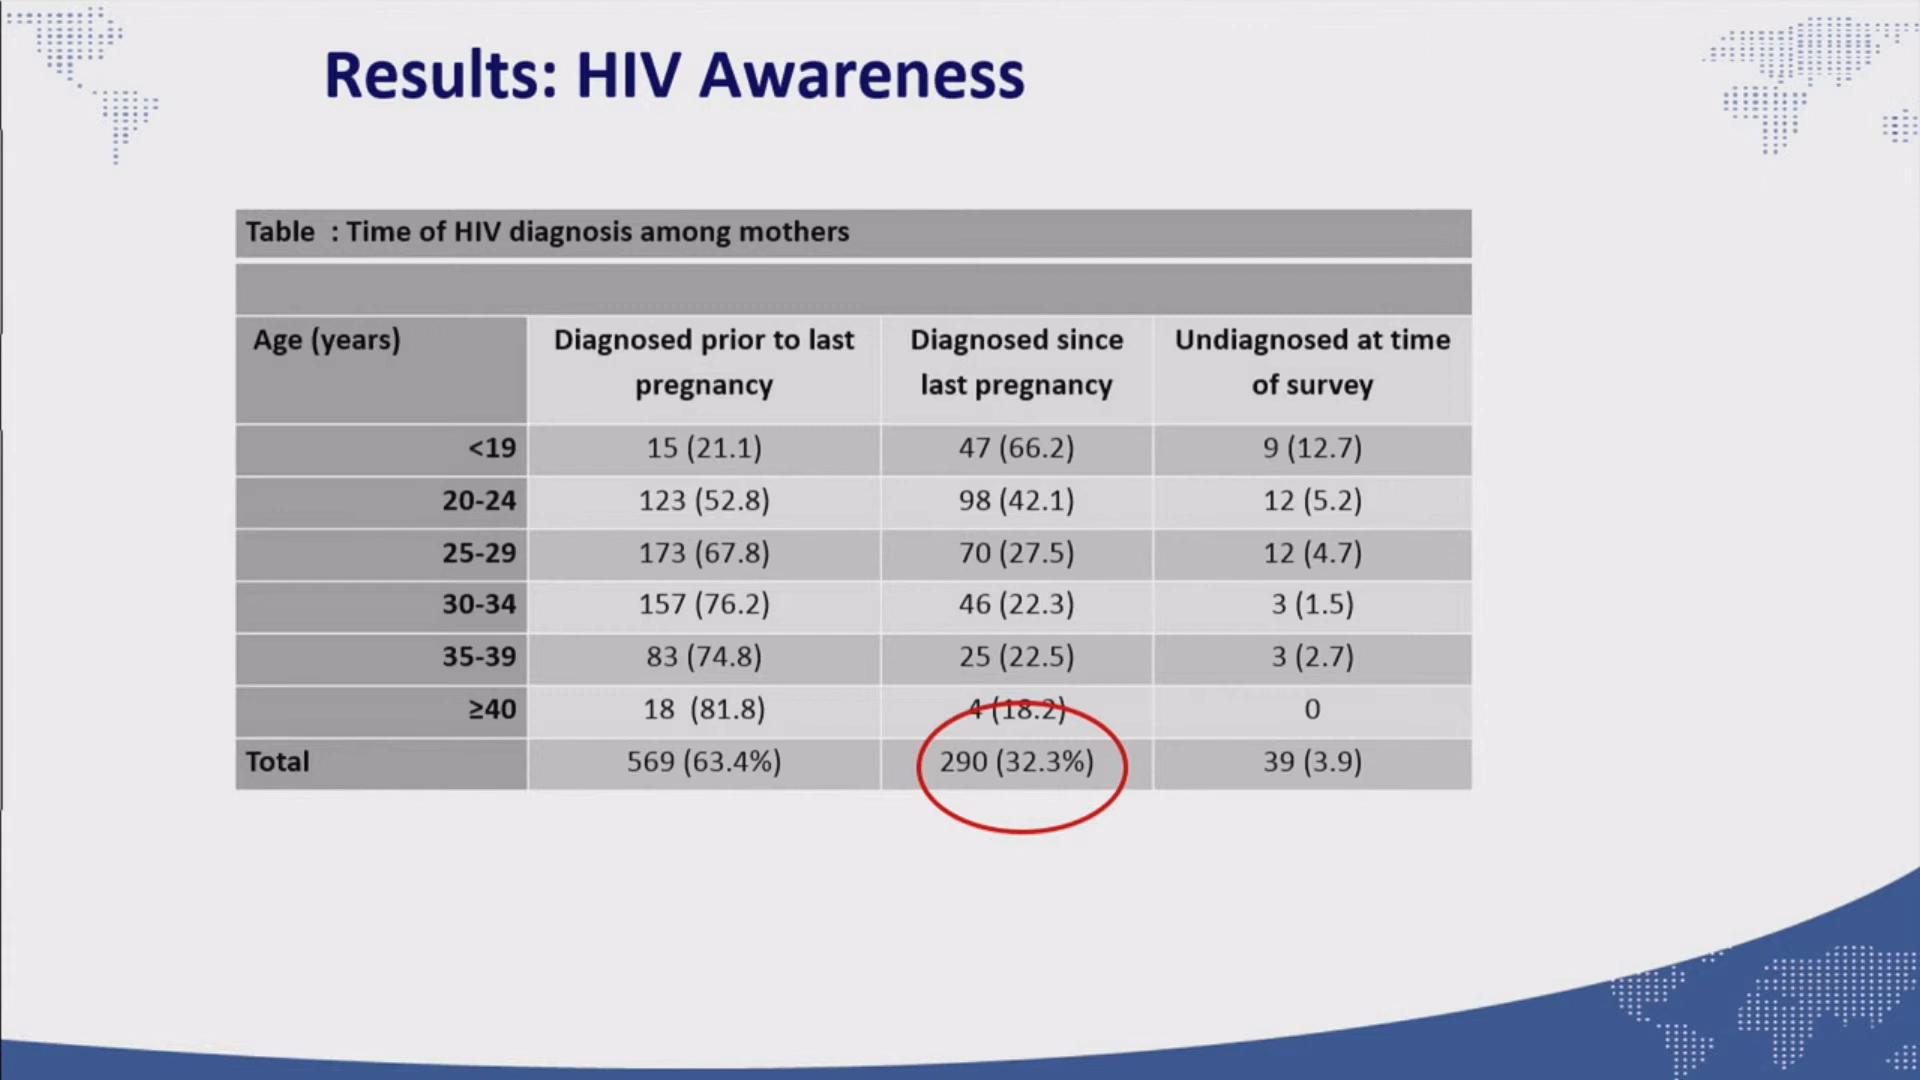 Results: HIV Awareness
Table : Time of HIV diagnosis among mothers
Age (years) Diagnosed prior to last pregnancy Diagnosed since last pregnancy Undiagnosed at time of survey
<19 15 (21.1) 47 (66.2) 9 (12.7)
20-24 123 (52.8) 98 (42.1) 12 (5.2)
25-29 173 (67.8) 70 (27.5) 12 (4.7)
30-34 157 (76.2) 46 (22.3) 3 (1.5)
35-39 83 (74.8) 25 (22.5) 3 (2.7)
≥40 18 (81.8) 4 (18.2) 0
Total 569 (63.4%) 290 (32.3%) 39 (3.9)